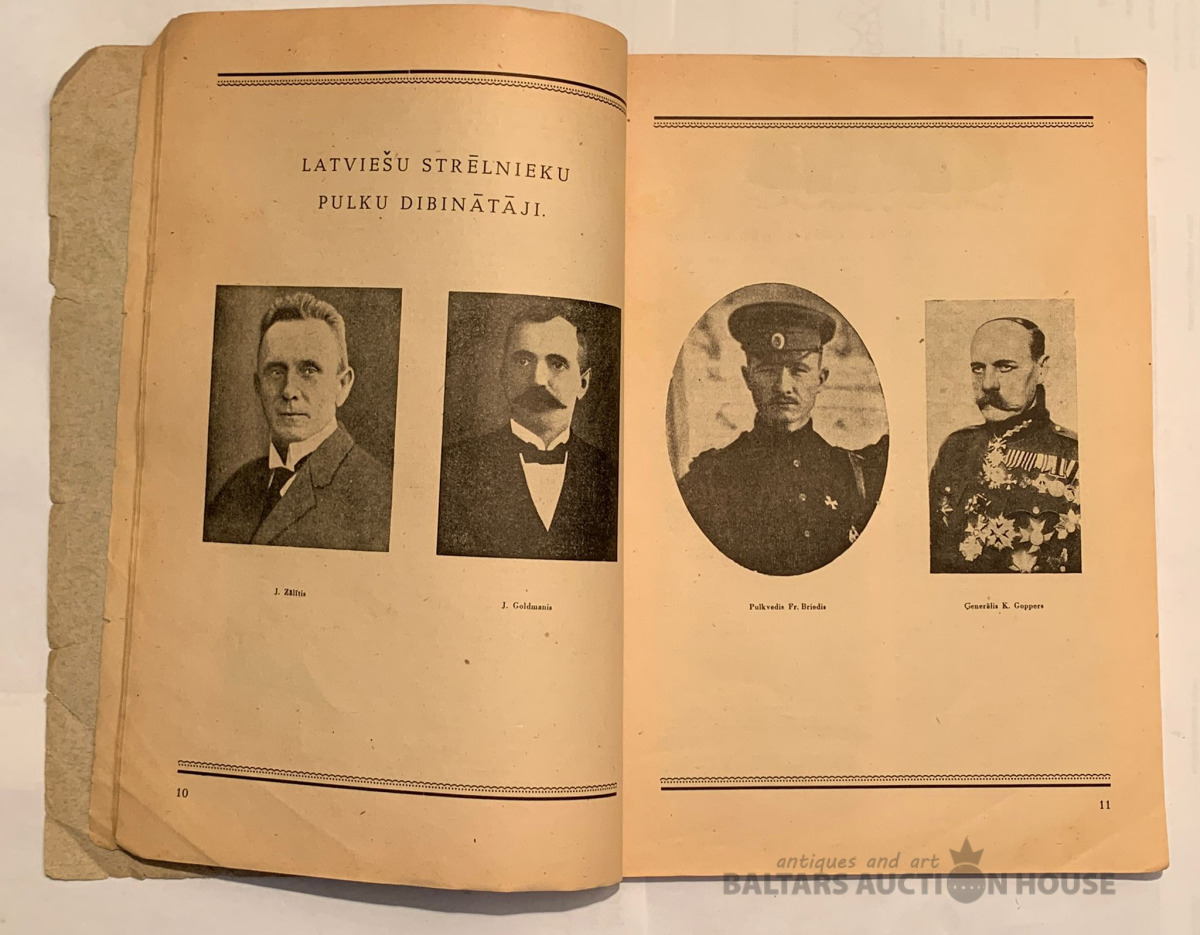 LATVIEŠU STRĒLNIEKU
PULKU DIBINĀTĀJI.
J. Zālītis
J. Goldmanis
10
Pulkvedis Fr. Briedis
Ģenerālis K. Goppers
11
antiques and art
BALTARS AUCTION HOUSE